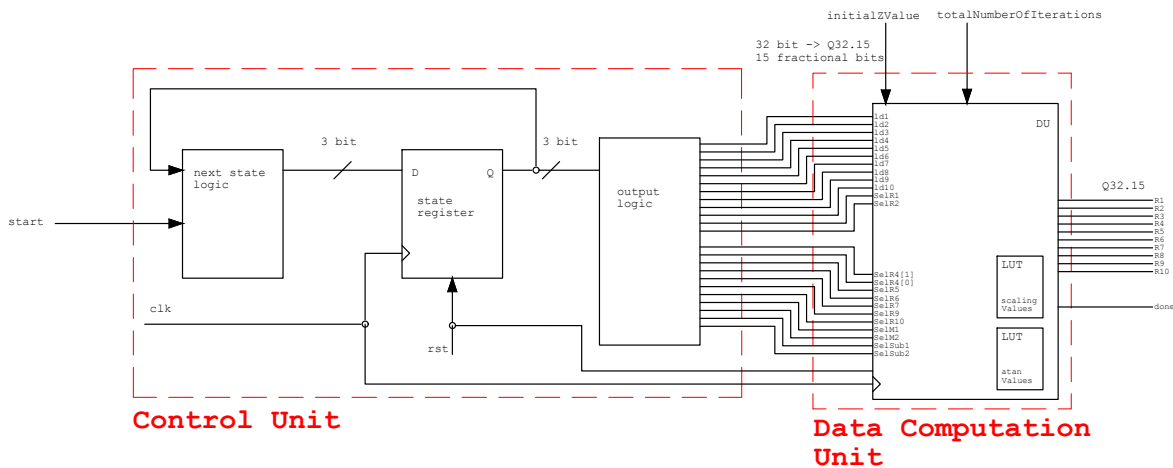 initialZValue
totalNumberOfIterations
32 bit -> Q32.15
15 fractional bits
3 bit
3 bit
next state
logic
D
Q
state
register
output
logic
start
clk
rst
ld1
ld2
ld3
ld4
ld5
ld6
ld7
ld8
ld9
ld10
SelR1
SelR2
SelR4[1]
SelR4[0]
SelR5
SelR6
SelR7
SelR9
SelR10
SelM1
SelM2
SelSub1
SelSub2
DU
LUT
scaling
Values
LUT
atan
Values
Q32.15
R1
R2
R3
R4
R5
R6
R7
R8
R9
R10
done
Control Unit
Data Computation
Unit